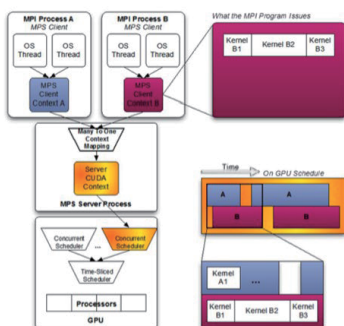 MPI Process A
MPS Client
OS
Thread
OS
Thread
MPS
Client
Context A
MPI Process B
MPS Client
OS
Thread
OS
Thread
MPS
Client
Context B
What the MPI Program Issues
Kernel
B1
Kernel B2
Kernel
B3
Many To One
Context
Mapping
Server
CUDA
Context
MPS Server Process
Concurrent
Scheduler
...
Concurrent
Scheduler
Time-Sliced
Scheduler
Processors
GPU
Time
On GPU Schedule
A
A
B
B
Kernel
A1
...
Kernel
B1
Kernel B2
Kernel
B3